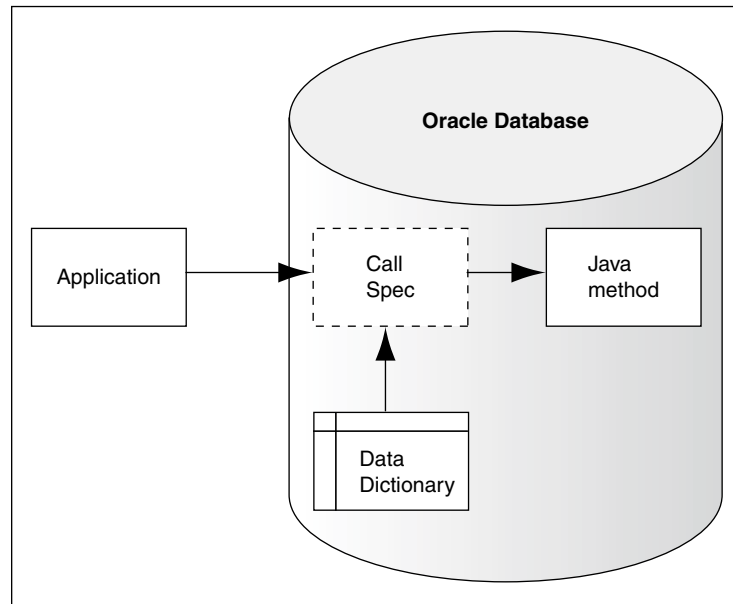 Oracle Database
Application
Call
Spec
Java
method
Data
Dictionary